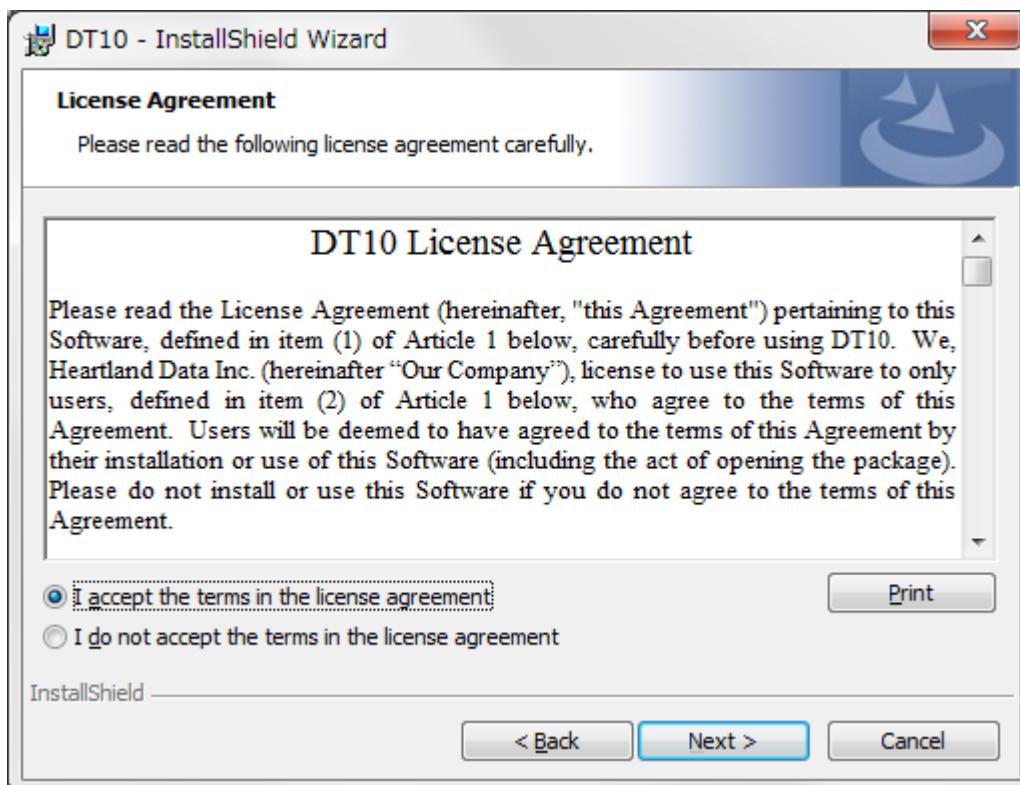 DT10 - InstallShield Wizard
License Agreement
Please read the following license agreement carefully.
DT10 License Agreement
Please read the License Agreement (hereinafter, "this Agreement") pertaining to this
Software, defined in item (1) of Article 1 below, carefully before using DT10.  We,
Heartland Data Inc. (hereinafter “Our Company”), license to use this Software to only
users, defined in item (2) of Article 1 below, who agree to the terms of this
Agreement.  Users will be deemed to have agreed to the terms of this Agreement by
their installation or use of this Software (including the act of opening the package).
Please do not install or use this Software if you do not agree to the terms of this
Agreement.
I accept the terms in the license agreement
Print
I do not accept the terms in the license agreement
InstallShield
< Back
Next >
Cancel